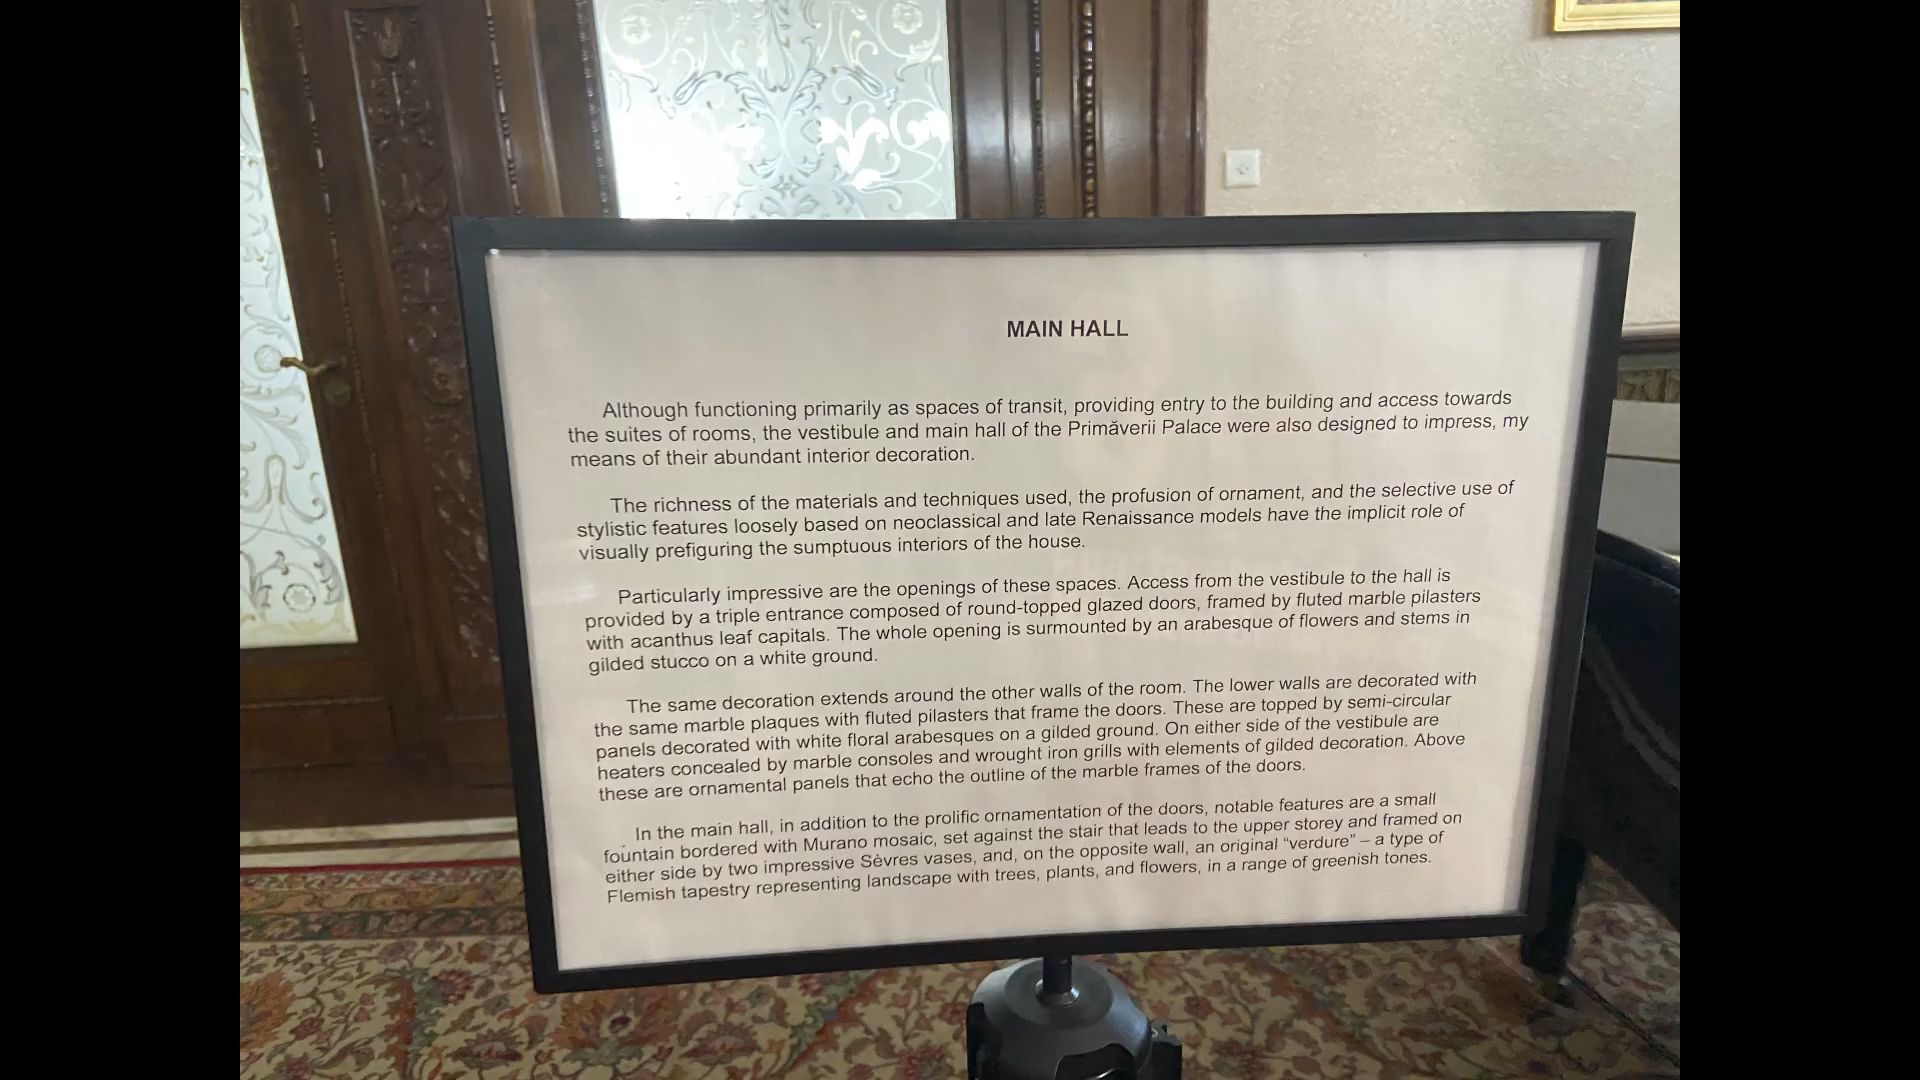 MAIN HALL
Although functioning primarily as spaces of transit, providing entry to the building and access towards
the suites of rooms, the vestibule and main hall of the Primăverii Palace were also designed to impress, my
means of their abundant interior decoration.
The richness of the materials and techniques used, the profusion of ornament, and the selective use of
stylistic features loosely based on neoclassical and late Renaissance models have the implicit role of
visually prefiguring the sumptuous interiors of the house.
Particularly impressive are the openings of these spaces. Access from the vestibule to the hall is
provided by a triple entrance composed of round-topped glazed doors, framed by fluted marble pilasters
with acanthus leaf capitals. The whole opening is surmounted by an arabesque of flowers and stems in
gilded stucco on a white ground.
The same decoration extends around the other walls of the room. The lower walls are decorated with
the same marble plaques with fluted pilasters that frame the doors. These are topped by semi-circular
panels decorated with white floral arabesques on a gilded ground. On either side of the vestibule are
heaters concealed by marble consoles and wrought iron grills with elements of gilded decoration. Above
these are ornamental panels that echo the outline of the marble frames of the doors.
In the main hall, in addition to the prolific ornamentation of the doors, notable features are a small
fountain bordered with Murano mosaic, set against the stair that leads to the upper storey and framed on
either side by two impressive Sèvres vases, and, on the opposite wall, an original “verdure” – a type of
Flemish tapestry representing landscape with trees, plants, and flowers, in a range of greenish tones.